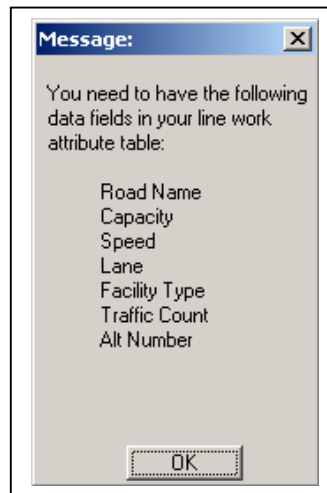 Message:
You need to have the following
data fields in your line work
attribute table:
Road Name
Capacity
Speed
Lane
Facility Type
Traffic Count
Alt Number
OK